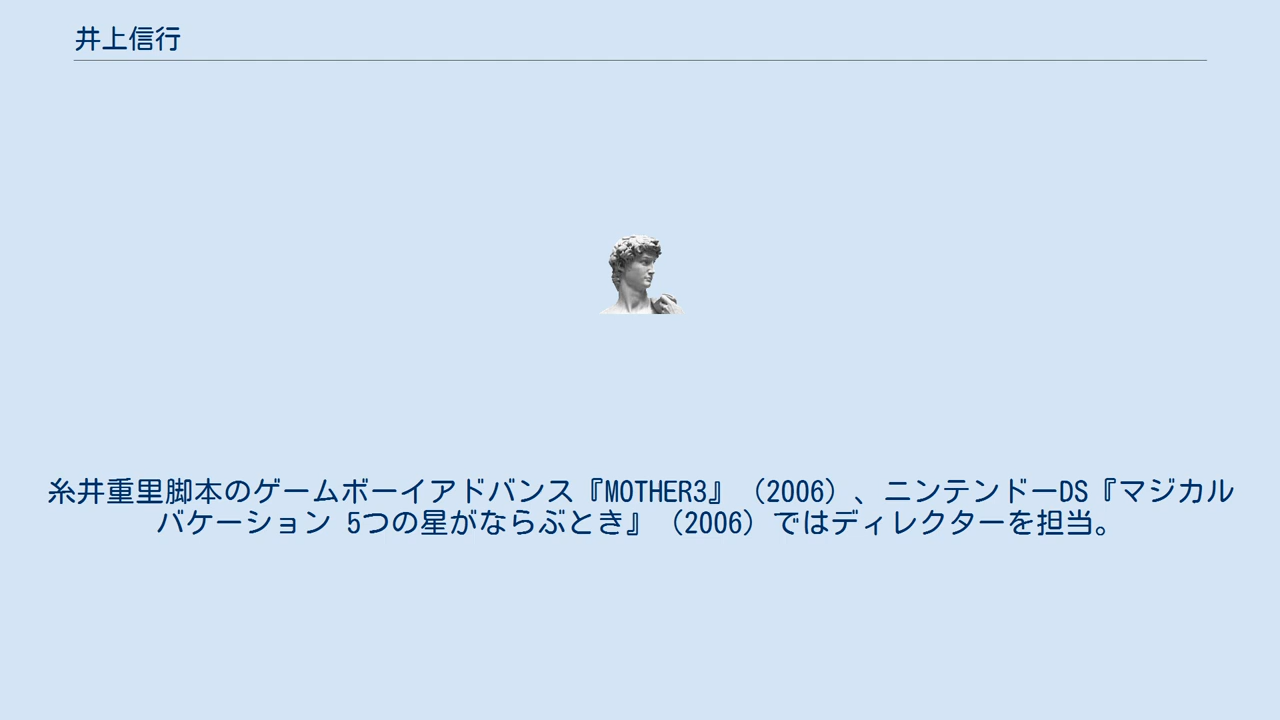 井上信行
糸井重里脚本のゲームボーイアドバンス『MOTHER3』（2006）、ニンテンドーDS『マジカル
バケーション 5つの星がならぶとき』（2006）ではディレクターを担当。